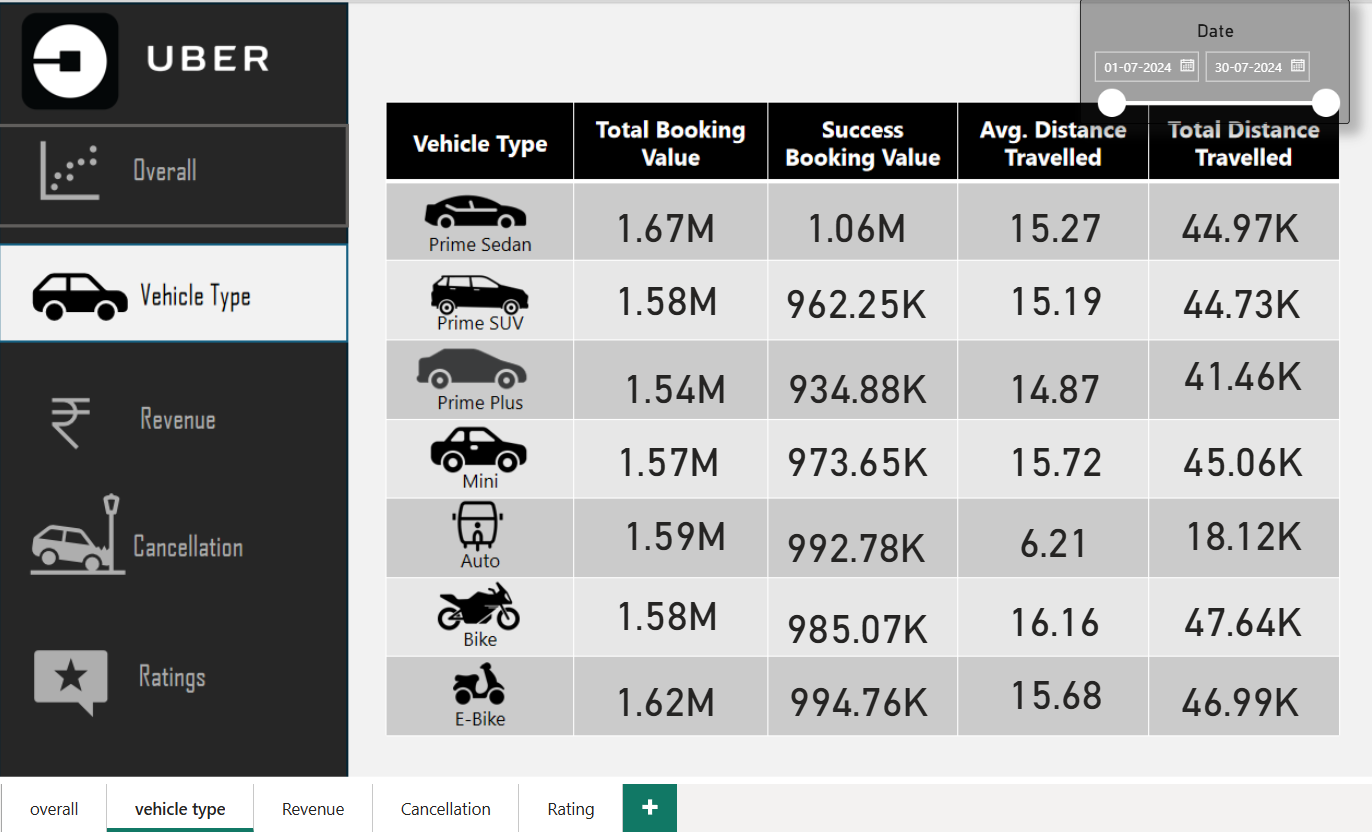 UBER
Overall
Vehicle Type
Revenue
Cancellation
Ratings
Date
01-07-2024 30-07-2024
Vehicle Type Total Booking Value Success Booking Value Avg. Distance Travelled Total Distance Travelled
Prime Sedan 1.67M 1.06M 15.27 44.97K
Prime SUV 1.58M 962.25K 15.19 44.73K
Prime Plus 1.54M 934.88K 14.87 41.46K
Mini 1.57M 973.65K 15.72 45.06K
Auto 1.59M 992.78K 6.21 18.12K
Bike 1.58M 985.07K 16.16 47.64K
E-Bike 1.62M 994.76K 15.68 46.99K
overall vehicle type Revenue Cancellation Rating +